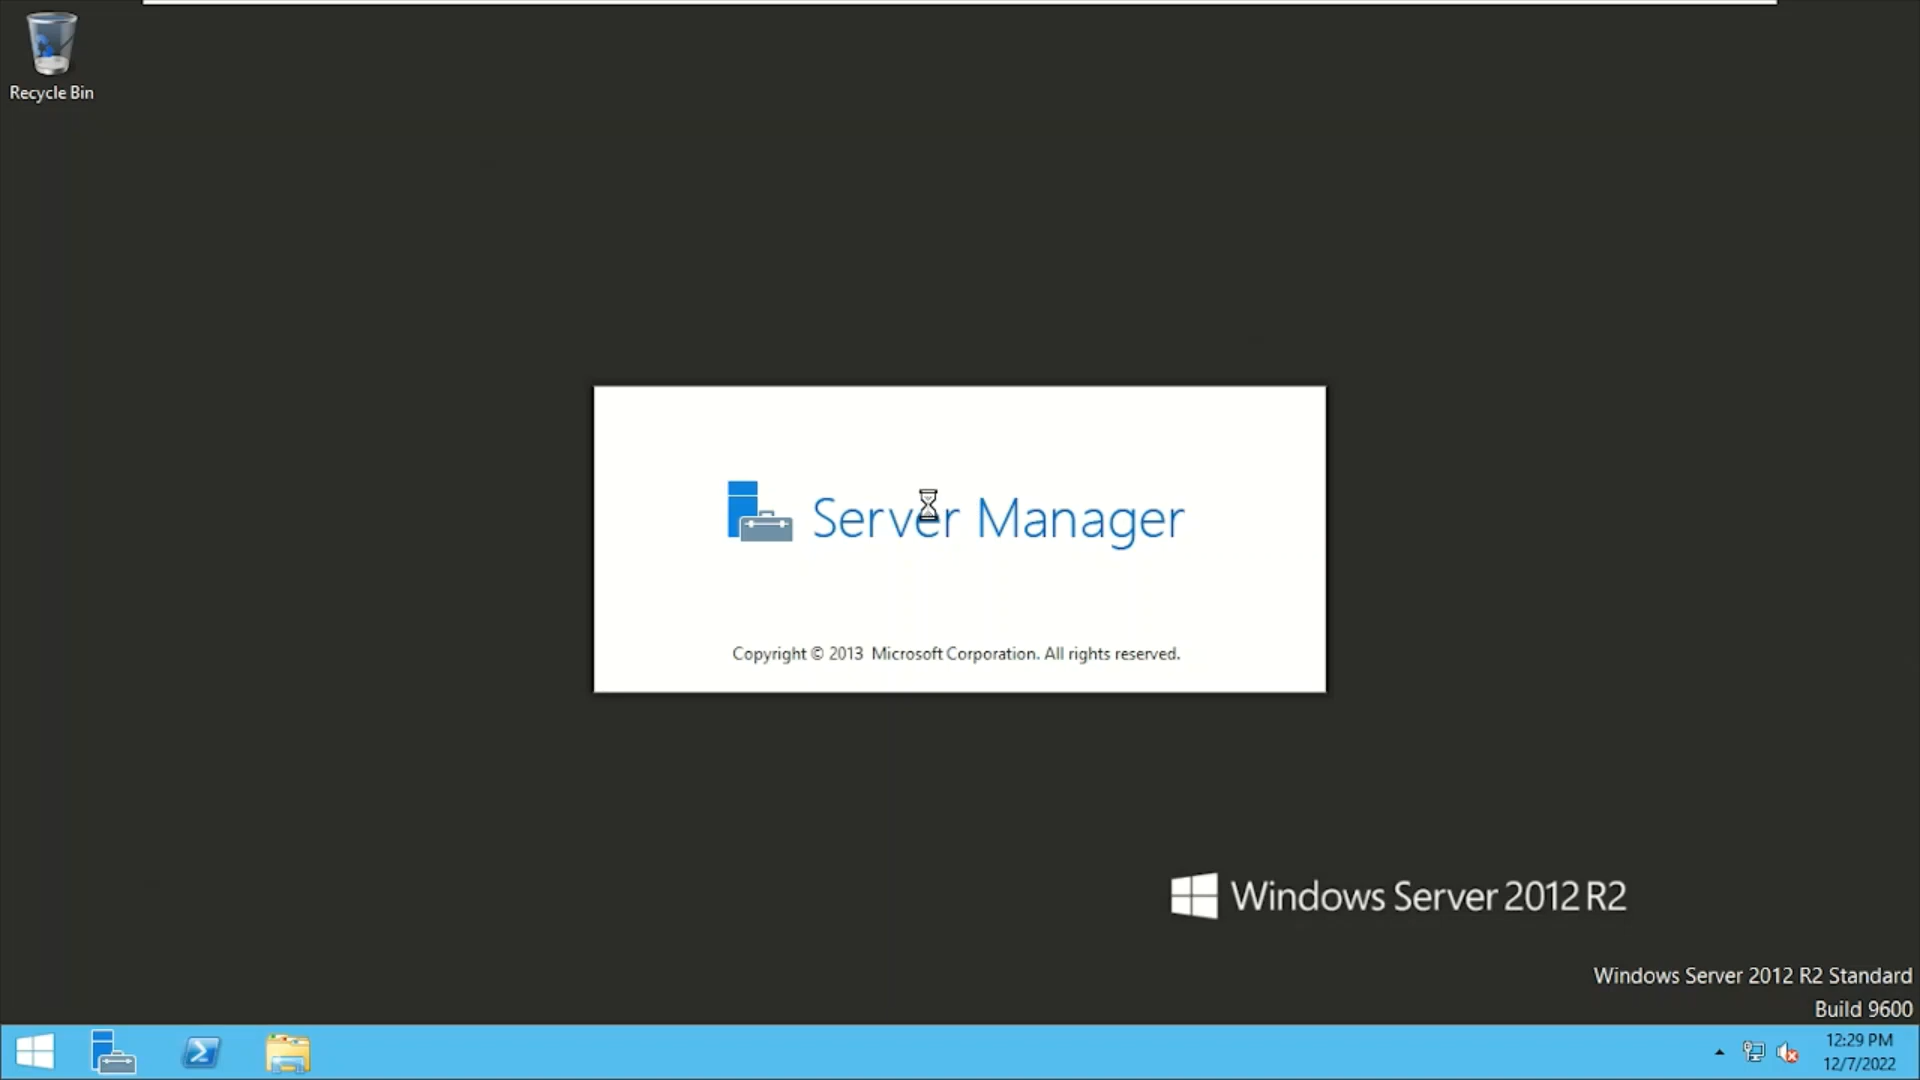 Recycle Bin
Server Manager
Copyright © 2013 Microsoft Corporation. All rights reserved.
Windows Server 2012 R2
Windows Server 2012 R2 Standard
Build 9600
12:29 PM
12/7/2022